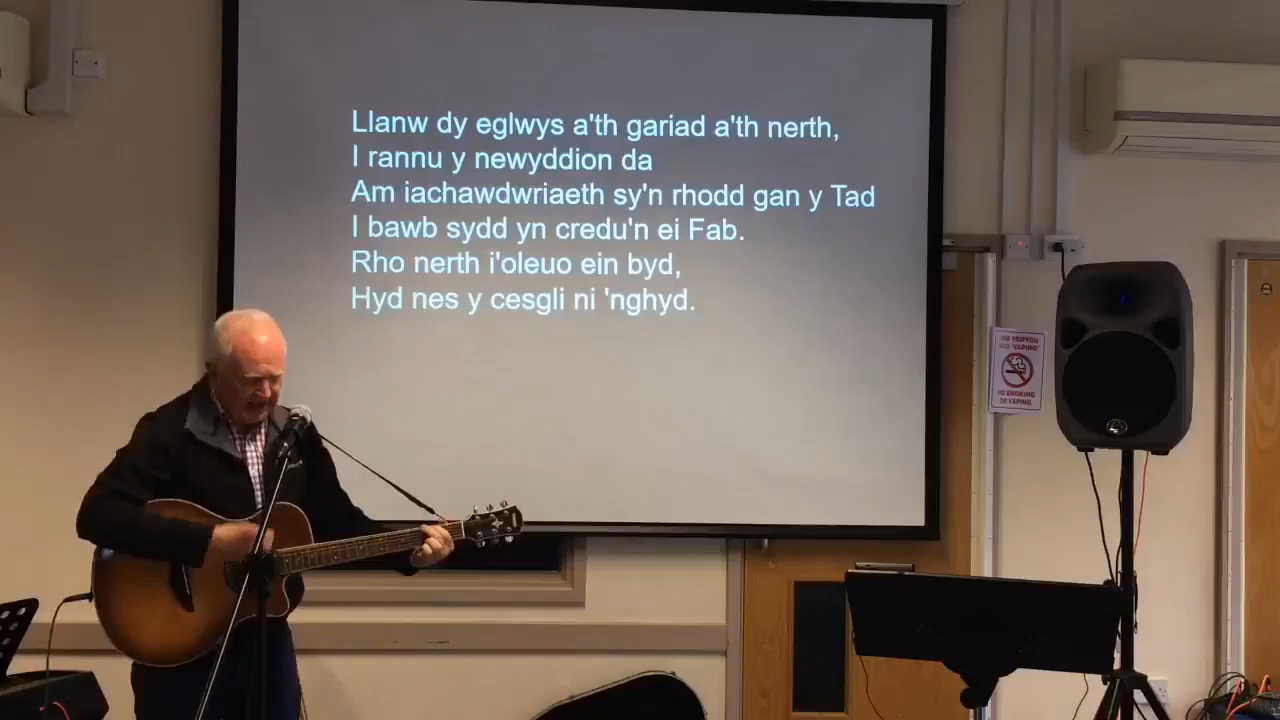 Llanw dy eglwys a'th gariad a'th nerth,
I rannu y newyddion da
Am iachawdwriaeth sy'n rhodd gan y Tad
I bawb sydd yn credu'n ei Fab.
Rho nerth i'oleuo ein byd,
Hyd nes y cesgli ni 'nghyd.
NO SMOKING
OR VAPING